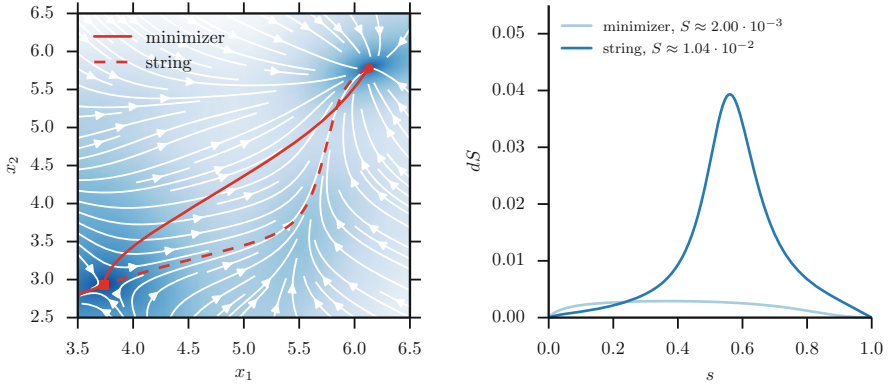 6.5
6.0
5.5
5.0
4.5
4.0
3.5
3.0
2.5
x₂
3.5 4.0 4.5 5.0 5.5 6.0 6.5
x₁
minimizer
string
0.05
0.04
0.03
0.02
0.01
0.00
dS
0.0 0.2 0.4 0.6 0.8 1.0
s
minimizer, S ≈ 2.00 · 10⁻³
string, S ≈ 1.04 · 10⁻²